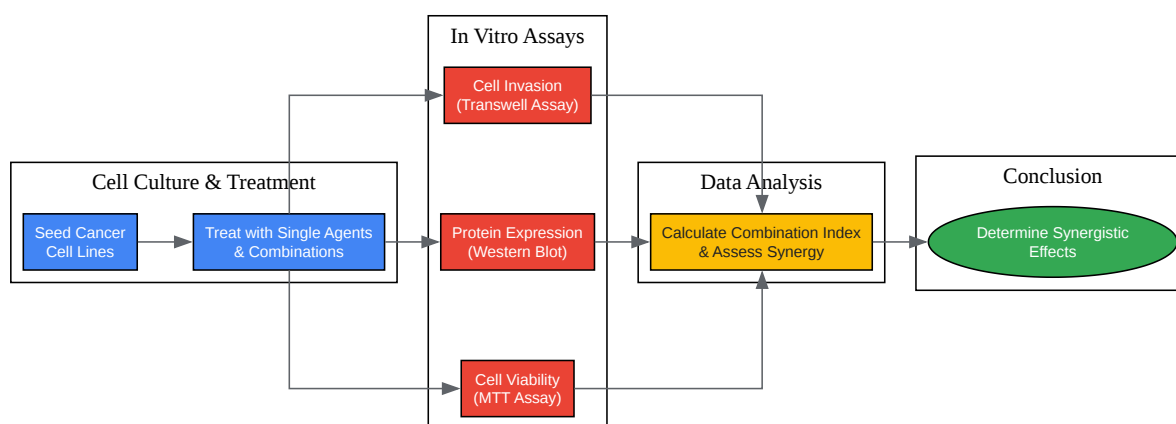 In Vitro Assays
Cell Invasion
(Transwell Assay)
Cell Culture & Treatment
Seed Cancer
Cell Lines
Treat with Single Agents
& Combinations
Protein Expression
(Western Blot)
Cell Viability
(MTT Assay)
Data Analysis
Calculate Combination Index
& Assess Synergy
Conclusion
Determine Synergistic
Effects